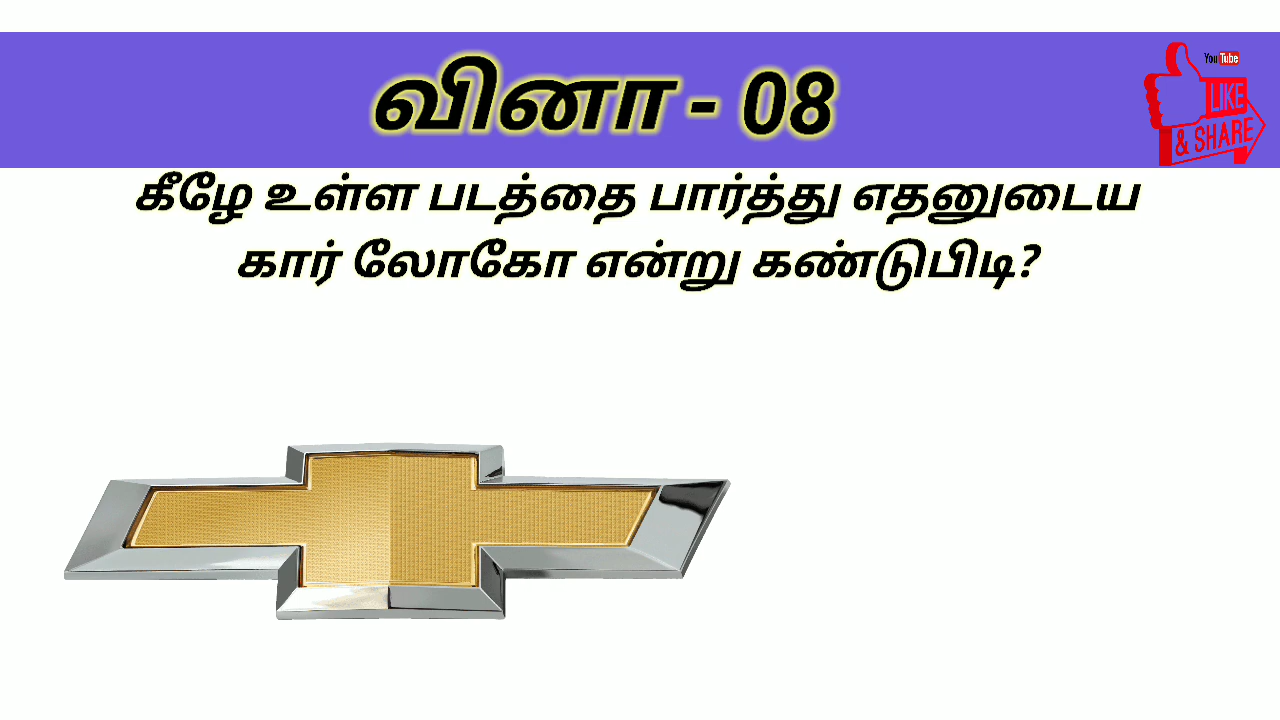 வினா - 08
YouTube
LIKE
& SHARE
கீழே உள்ள படத்தை பார்த்து எதனுடைய
கார் லோகோ என்று கண்டுபிடி?